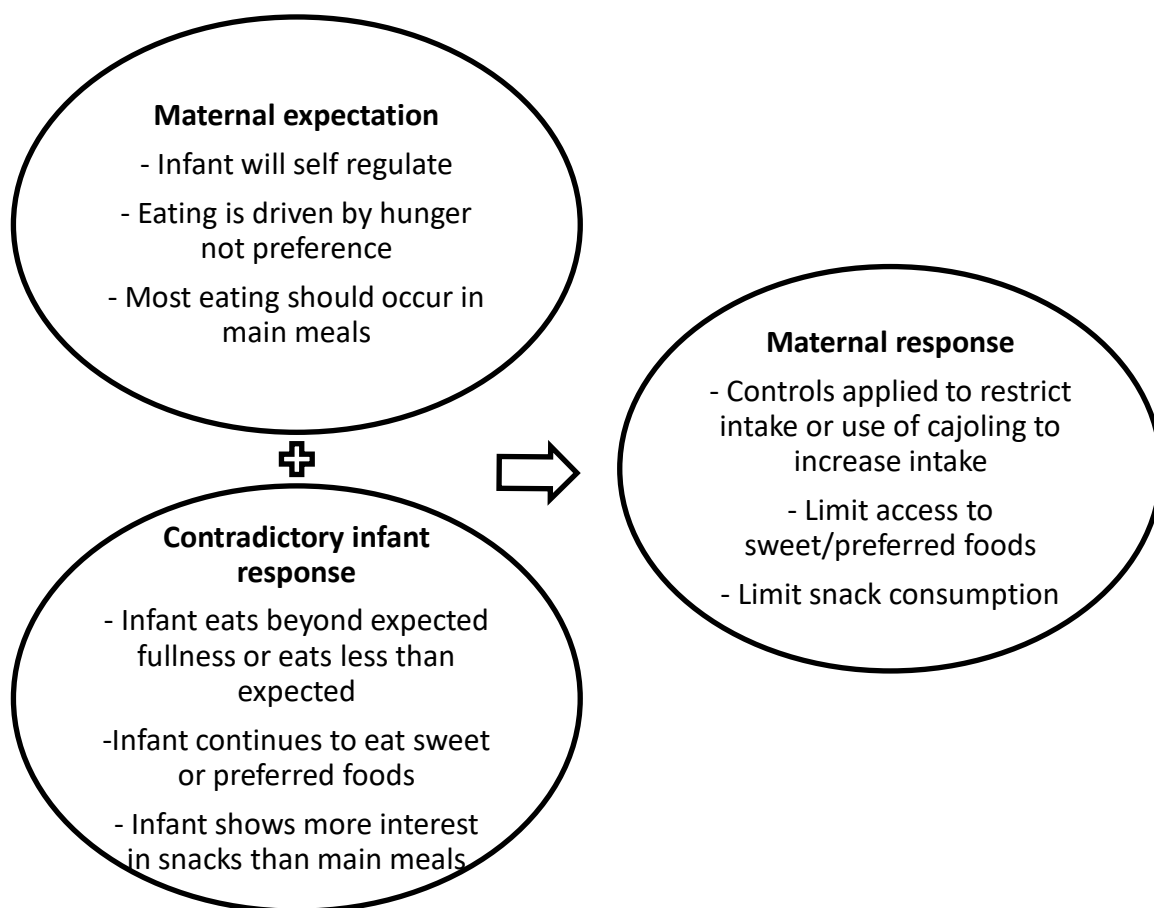 Maternal expectation
- Infant will self regulate
- Eating is driven by hunger
not preference
- Most eating should occur in
main meals
Contradictory infant
response
- Infant eats beyond expected
fullness or eats less than
expected
-Infant continues to eat sweet
or preferred foods
- Infant shows more interest
in snacks than main meals
Maternal response
- Controls applied to restrict
intake or use of cajoling to
increase intake
- Limit access to
sweet/preferred foods
- Limit snack consumption